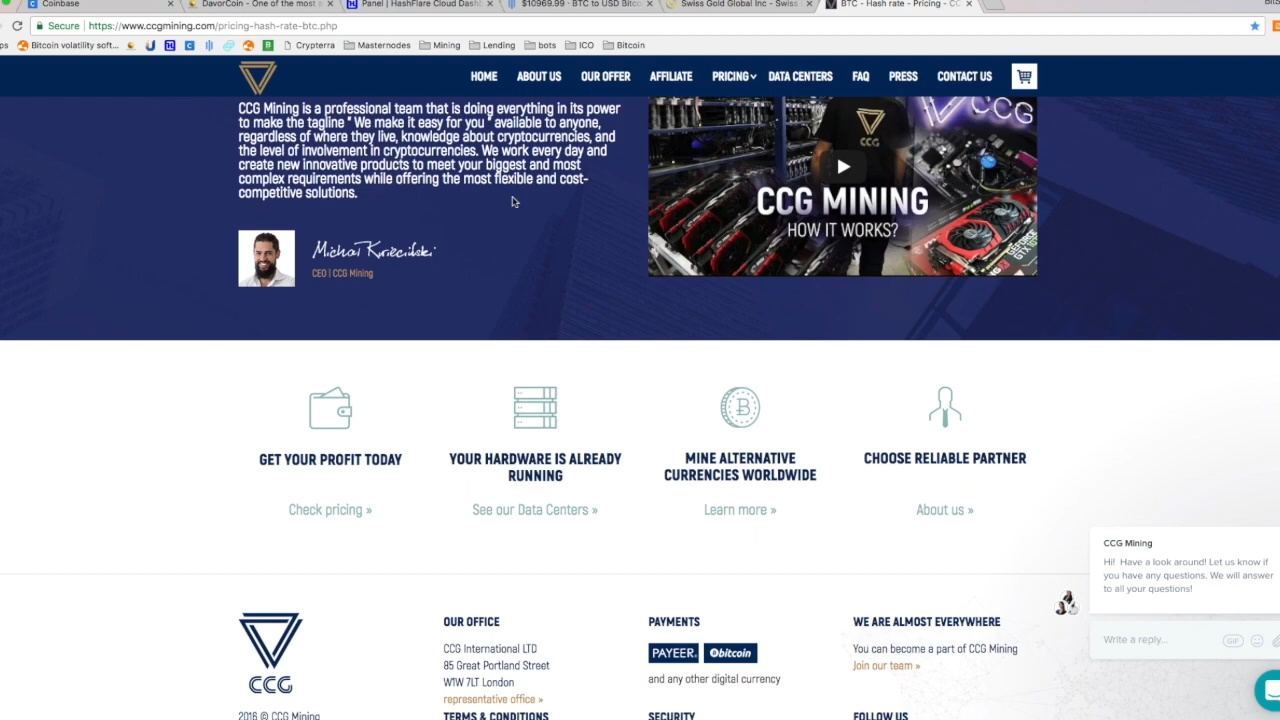 Coinbase
DavorCoin - One of the most e
Panel | HashFlare Cloud Dash
$10969.99 · BTC to USD Bitco
Swiss Gold Global Inc - Swiss
BTC - Hash rate - Pricing - CC
Secure
https://www.ccgmining.com/pricing-hash-rate-btc.php
ps
Bitcoin volatility soft...
Crypterra
Masternodes
Mining
Lending
bots
ICO
Bitcoin
HOME
ABOUT US
OUR OFFER
AFFILIATE
PRICING
DATA CENTERS
FAQ
PRESS
CONTACT US
CCG Mining is a professional team that is doing everything in its power
to make the tagline " We make it easy for you " available to anyone,
regardless of where they live, knowledge about cryptocurrencies, and
the level of involvement in cryptocurrencies. We work every day and
create new innovative products to meet your biggest and most
complex requirements while offering the most flexible and cost-
competitive solutions.
CEO | CCG Mining
CCG
CCG
CCG MINING
HOW IT WORKS?
GEFORCE
GET YOUR PROFIT TODAY
Check pricing »
YOUR HARDWARE IS ALREADY
RUNNING
See our Data Centers »
MINE ALTERNATIVE
CURRENCIES WORLDWIDE
Learn more »
CHOOSE RELIABLE PARTNER
About us »
CCG Mining
Hi! Have a look around! Let us know if
you have any questions. We will answer
to all your questions!
Write a reply...
GIF
CCG
2016 © CCG Mining
OUR OFFICE
CCG International LTD
85 Great Portland Street
W1W 7LT London
representative office »
TERMS & CONDITIONS
PAYMENTS
PAYEER
bitcoin
and any other digital currency
SECURITY
WE ARE ALMOST EVERYWHERE
You can become a part of CCG Mining
Join our team »
FOLLOW US